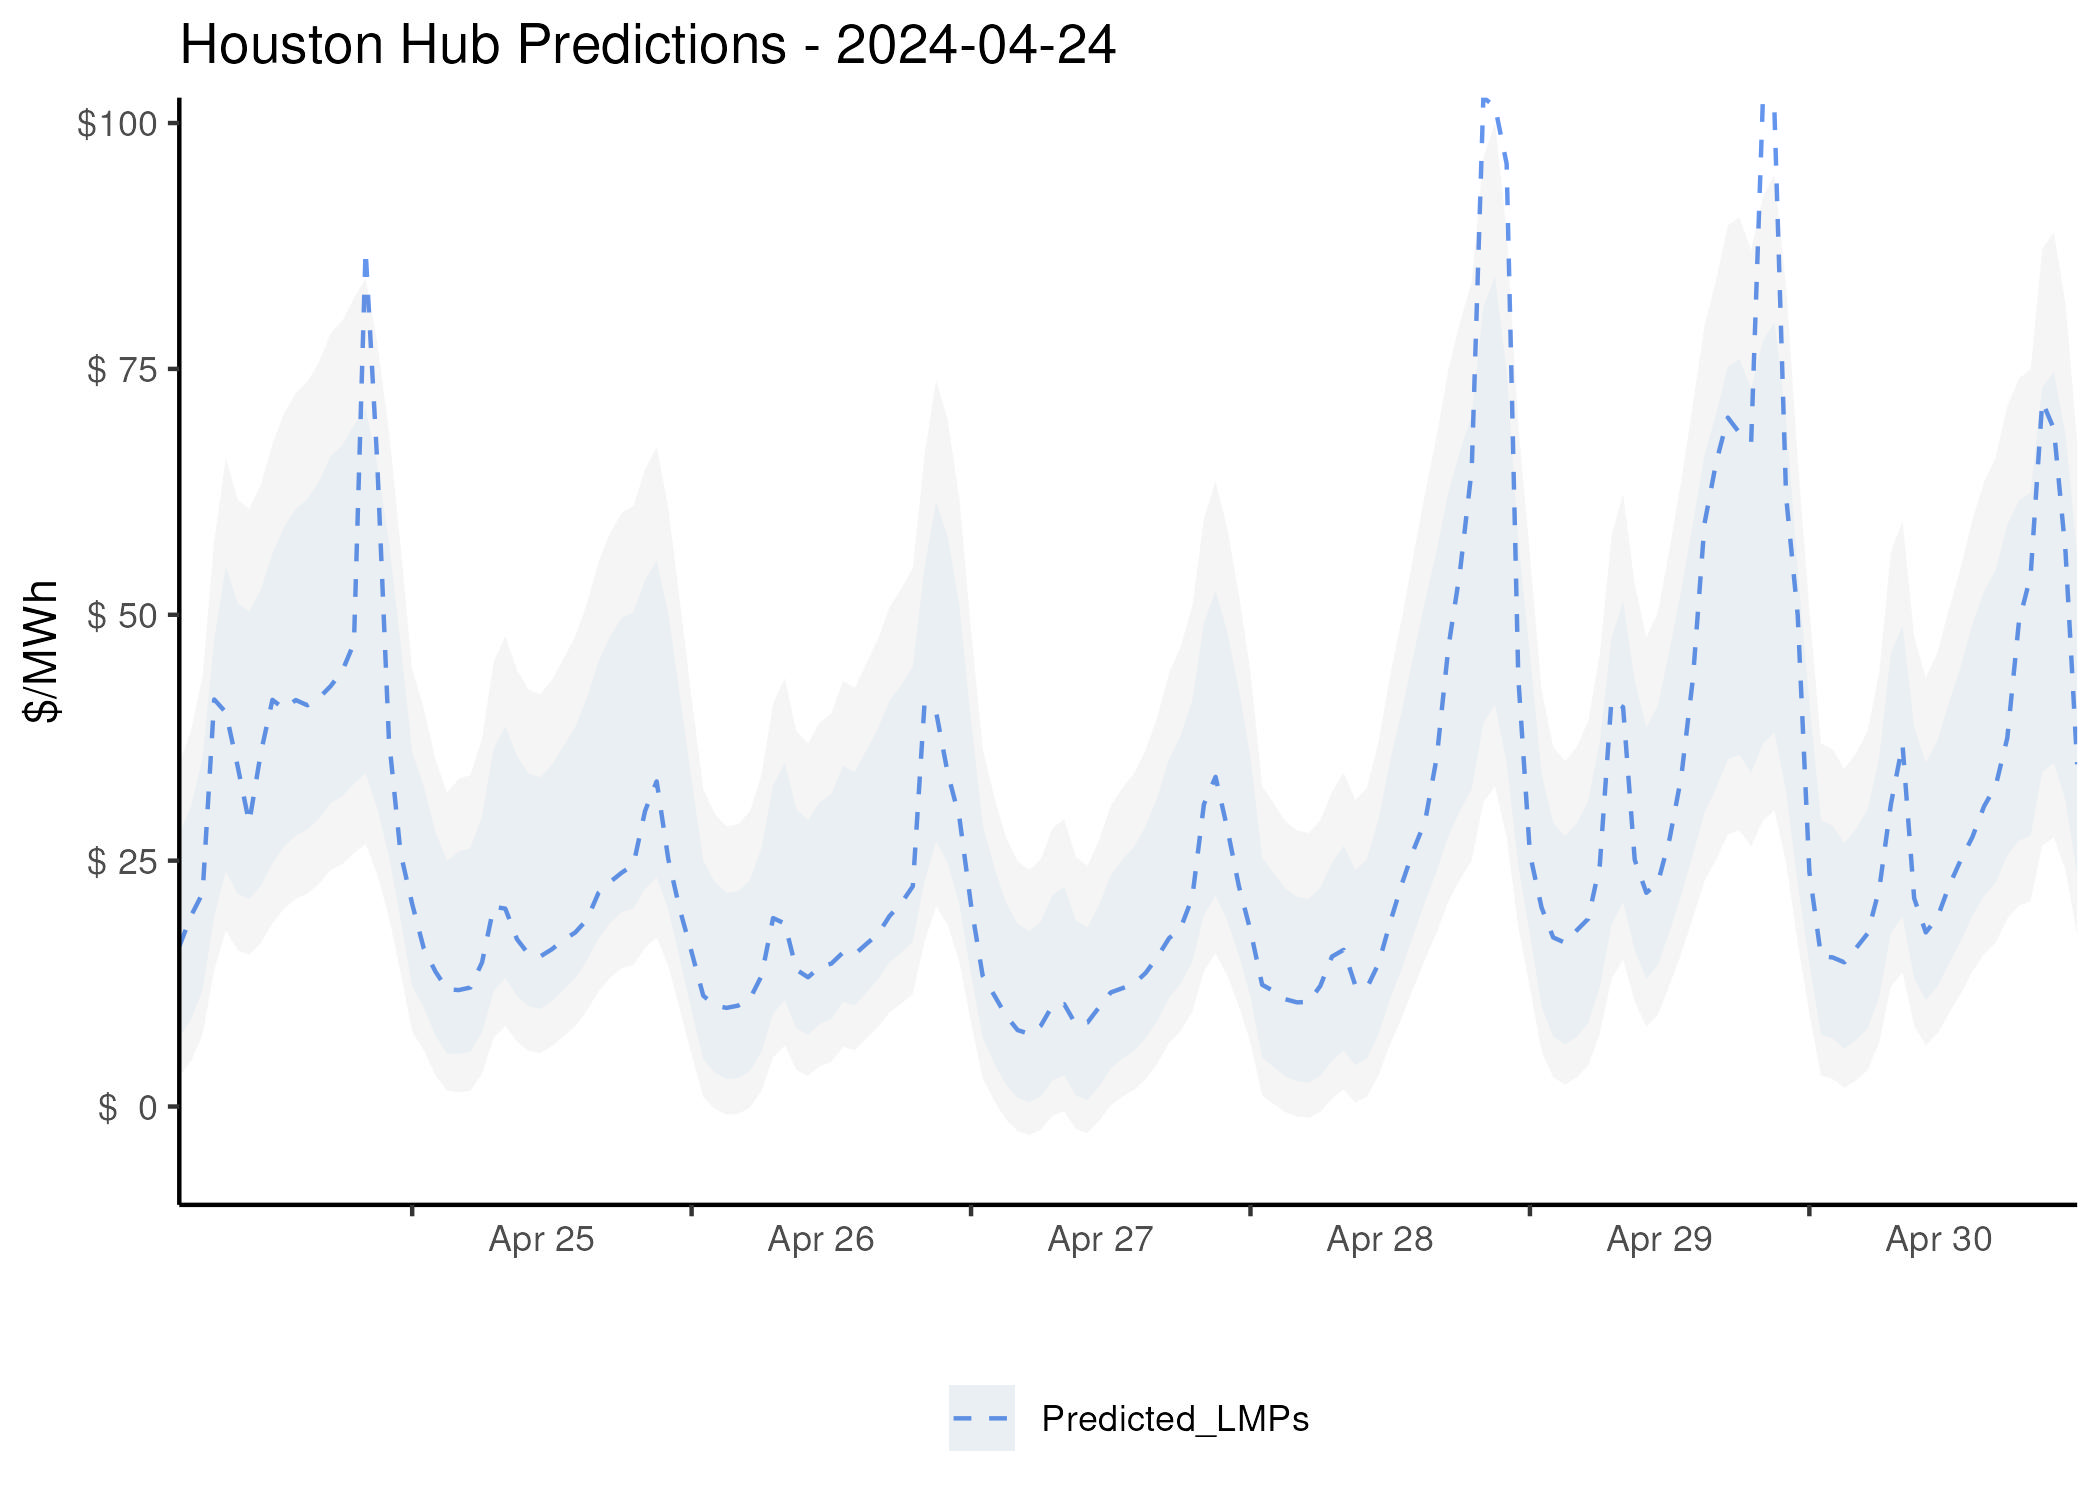 Houston Hub Predictions - 2024-04-24
$100
$ 75
$ 50
$ 25
$ 0
$/MWh
Apr 25 Apr 26 Apr 27 Apr 28 Apr 29 Apr 30
Predicted_LMPs